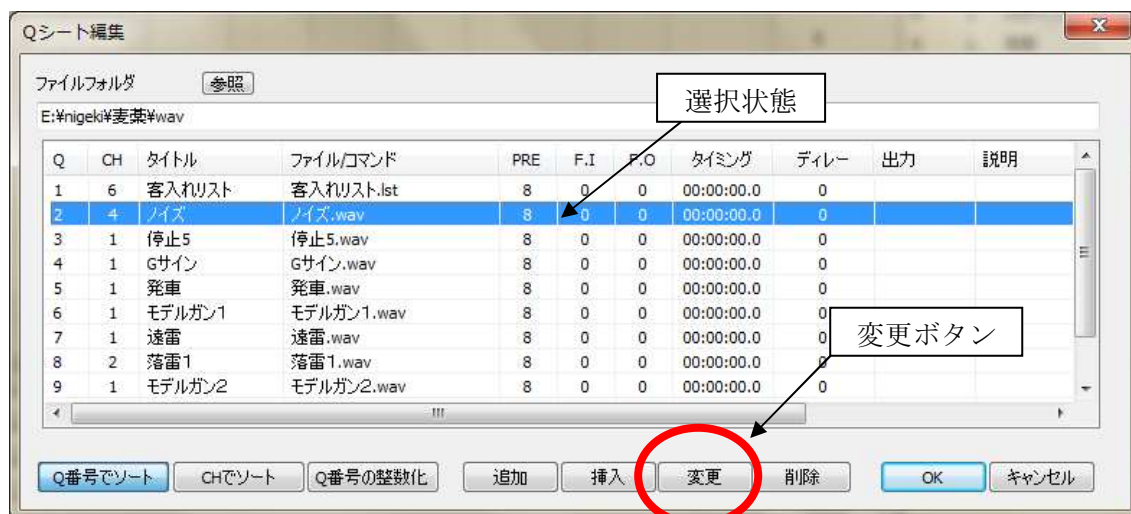 Qシート編集
ファイルフォルダ 参照
選択状態
E:¥nigeki¥麦藁¥wav
Q CH タイトル ファイル/コマンド PRE F.I F.O タイミング ディレー 出力 説明
1 6 客入れリスト 客入れリスト.lst 8 0 0 00:00:00.0 0
2 4 ノイズ ノイズ.wav 8 0 0 00:00:00.0 0
3 1 停止5 停止5.wav 8 0 0 00:00:00.0 0
4 1 Gサイン Gサイン.wav 8 0 0 00:00:00.0 0
5 1 発車 発車.wav 8 0 0 00:00:00.0 0
6 1 モデルガン1 モデルガン1.wav 8 0 0 00:00:00.0 0
7 1 遠雷 遠雷.wav 8 0 0 00:00:00.0
変更ボタン
8 2 落雷1 落雷1.wav 8 0 0 00:00:00.0 0
9 1 モデルガン2 モデルガン2.wav 8 0 0 00:00:00.0 0
Q番号でソート CHでソート Q番号の整数化 追加 挿入 変更 削除 OK キャンセル